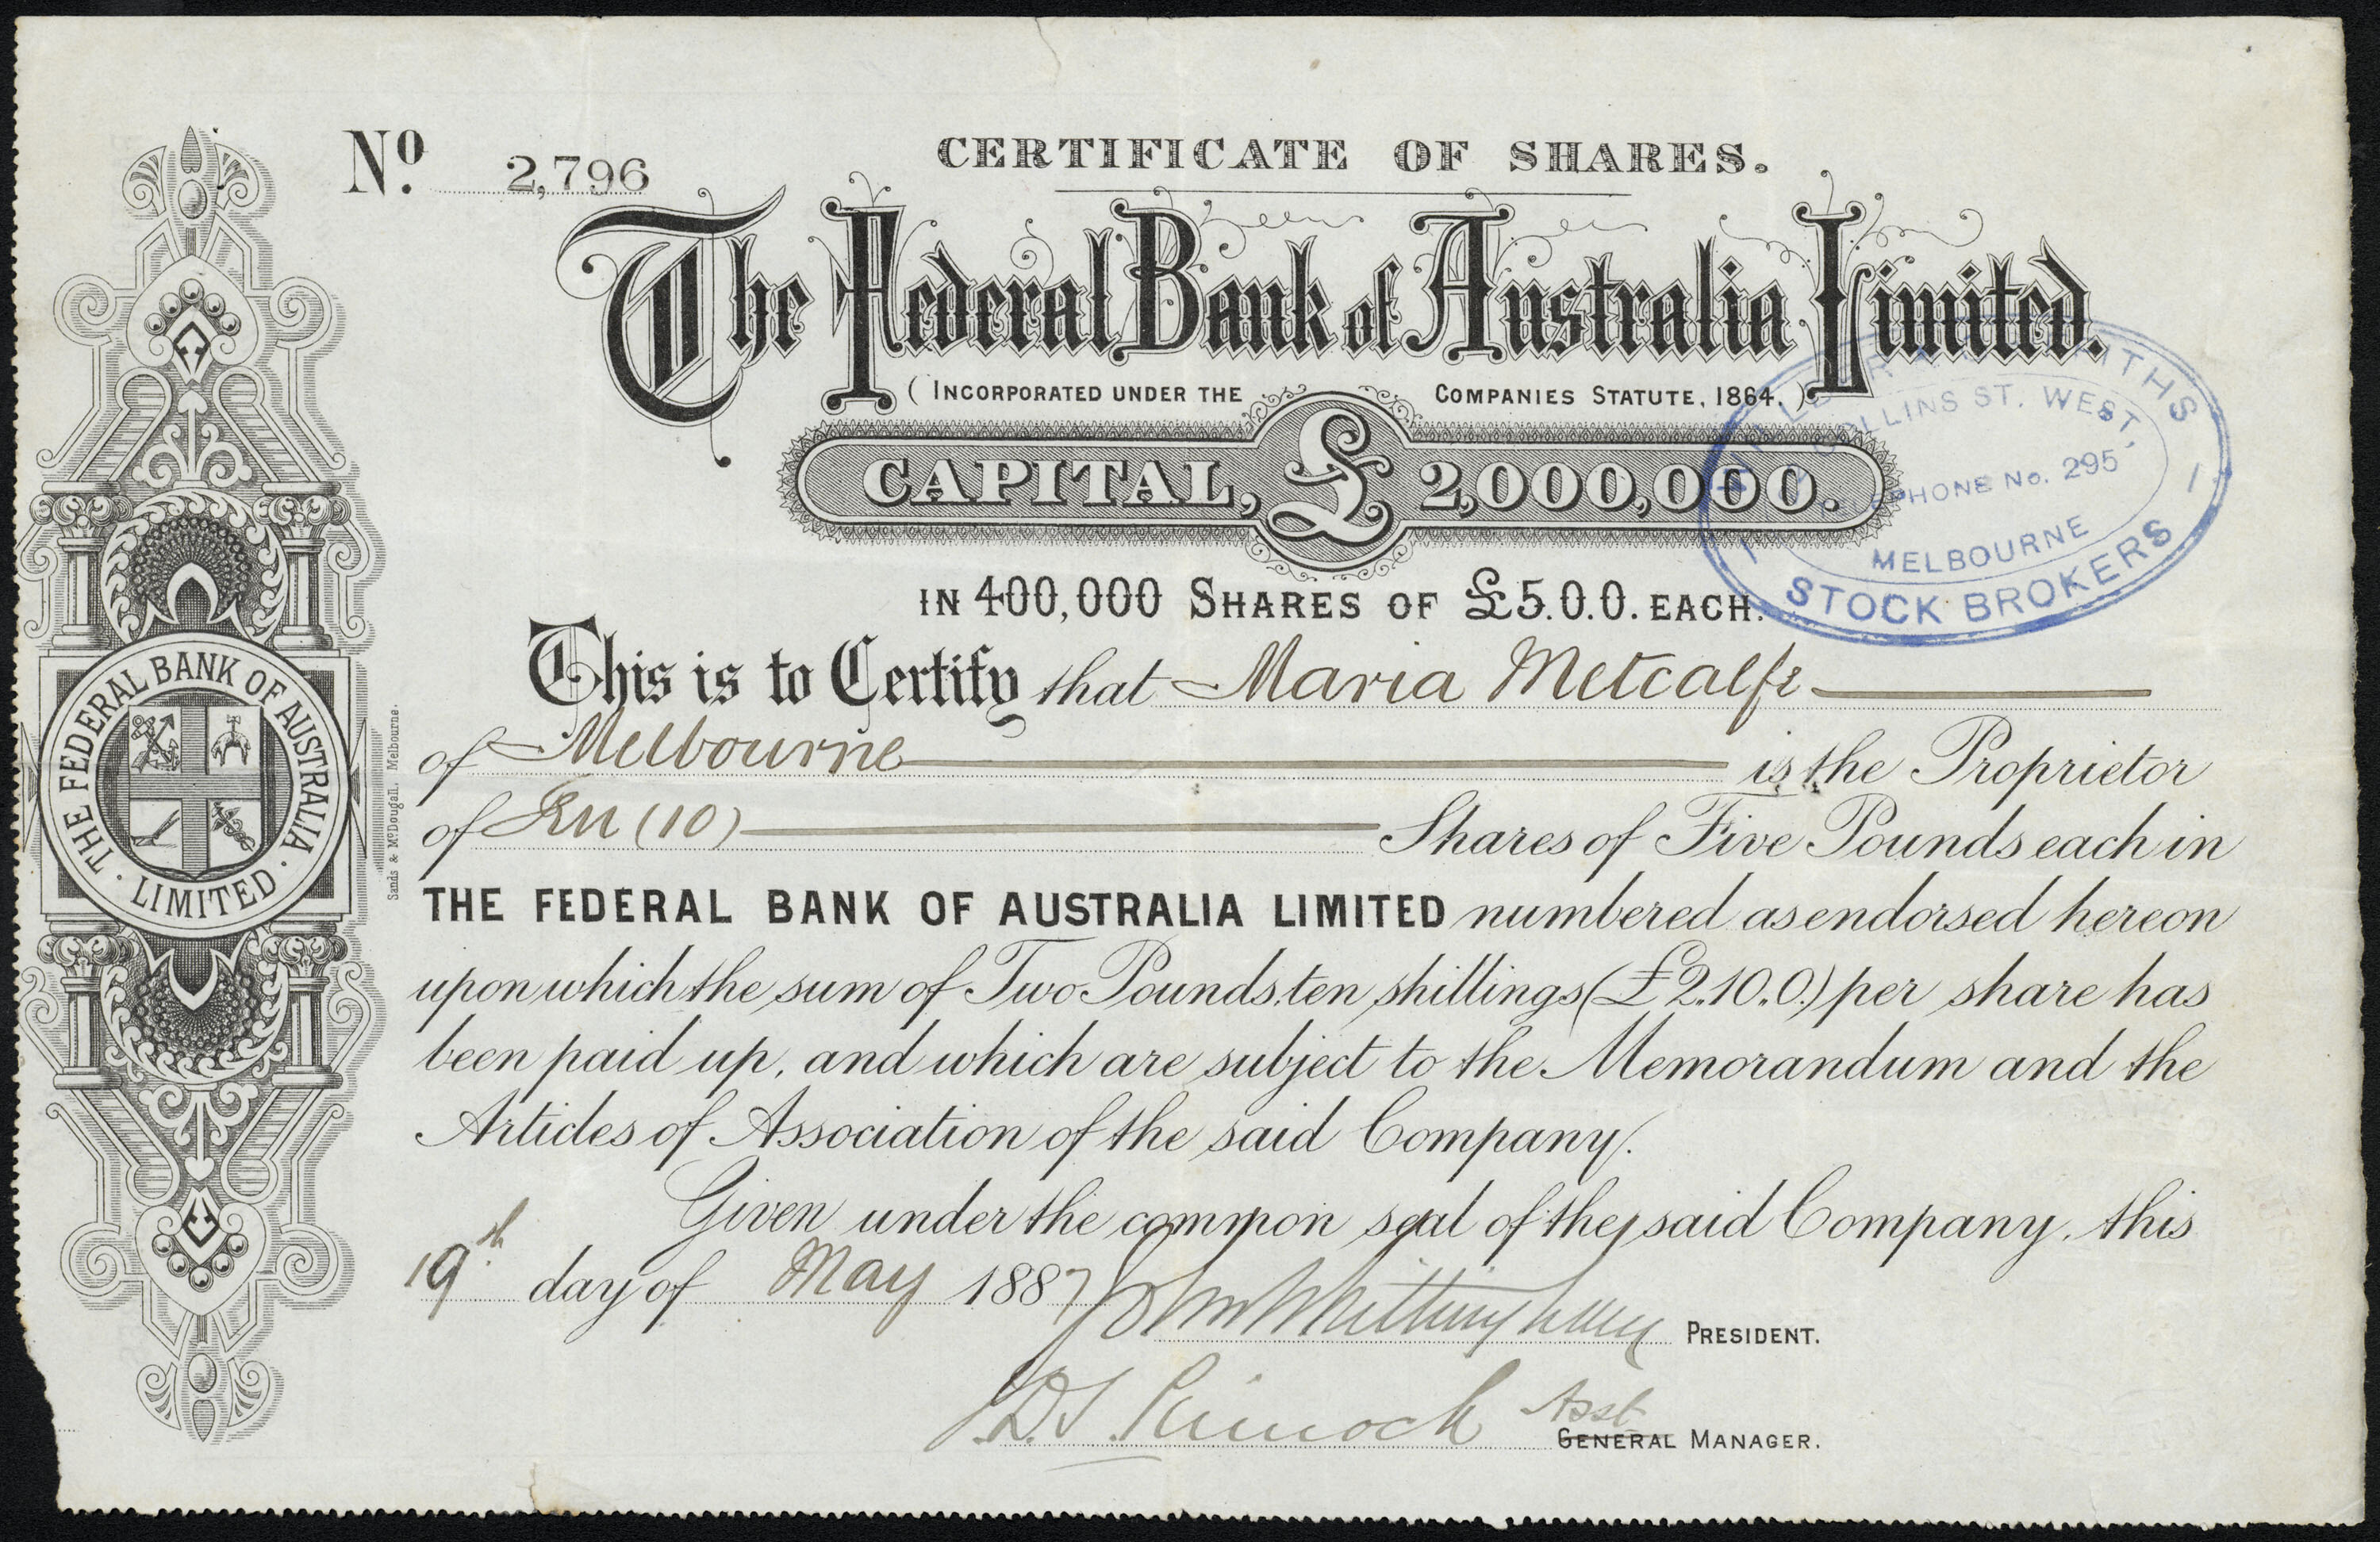 No. 2,796
CERTIFICATE OF SHARES.
The Federal Bank of Australia Limited.
( INCORPORATED UNDER THE COMPANIES STATUTE, 1864. )
CAPITAL, £ 2,000,000.
IN 400,000 SHARES OF £5.0.0. EACH.
COLLINS ST. WEST,
TELEPHONE No. 295
MELBOURNE
STOCK BROKERS
This is to Certify that Maria Metcalfe
of Melbourne is the Proprietor
of Ten (10) Shares of Five Pounds each in
THE FEDERAL BANK OF AUSTRALIA LIMITED numbered as endorsed hereon
upon which the sum of Two Pounds, ten shillings (£2.10.0.) per share has
been paid up, and which are subject to the Memorandum and the
Articles of Association of the said Company.
Given under the common seal of the said Company, this
19th day of May 1887
PRESIDENT.
Asst
GENERAL MANAGER.
THE FEDERAL BANK OF AUSTRALIA · LIMITED ·
Sands & McDougall. Melbourne.